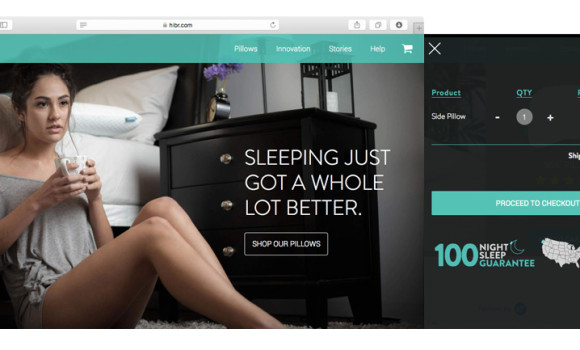 hibr.com
Pillows Innovation Stories Help
SLEEPING JUST
GOT A WHOLE
LOT BETTER.
SHOP OUR PILLOWS
Product QTY
Side Pillow - 1 +
PROCEED TO CHECKOUT
100 NIGHT
SLEEP
GUARANTEE